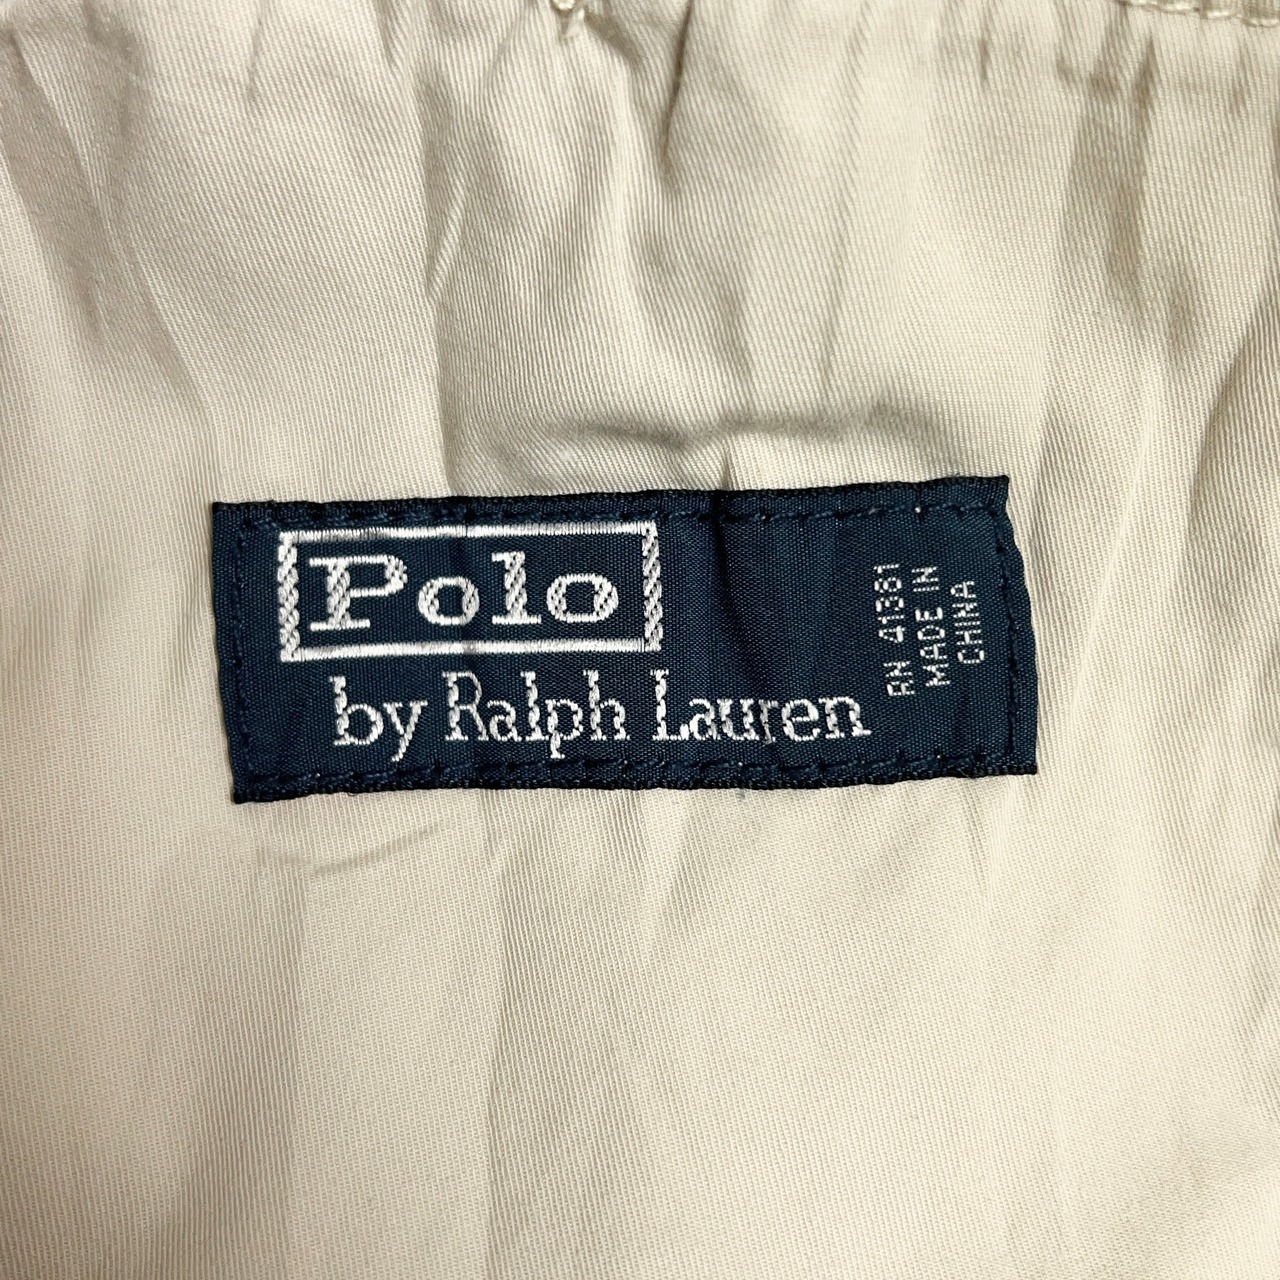 Polo
by Ralph Lauren
RN 41381
MADE IN
CHINA